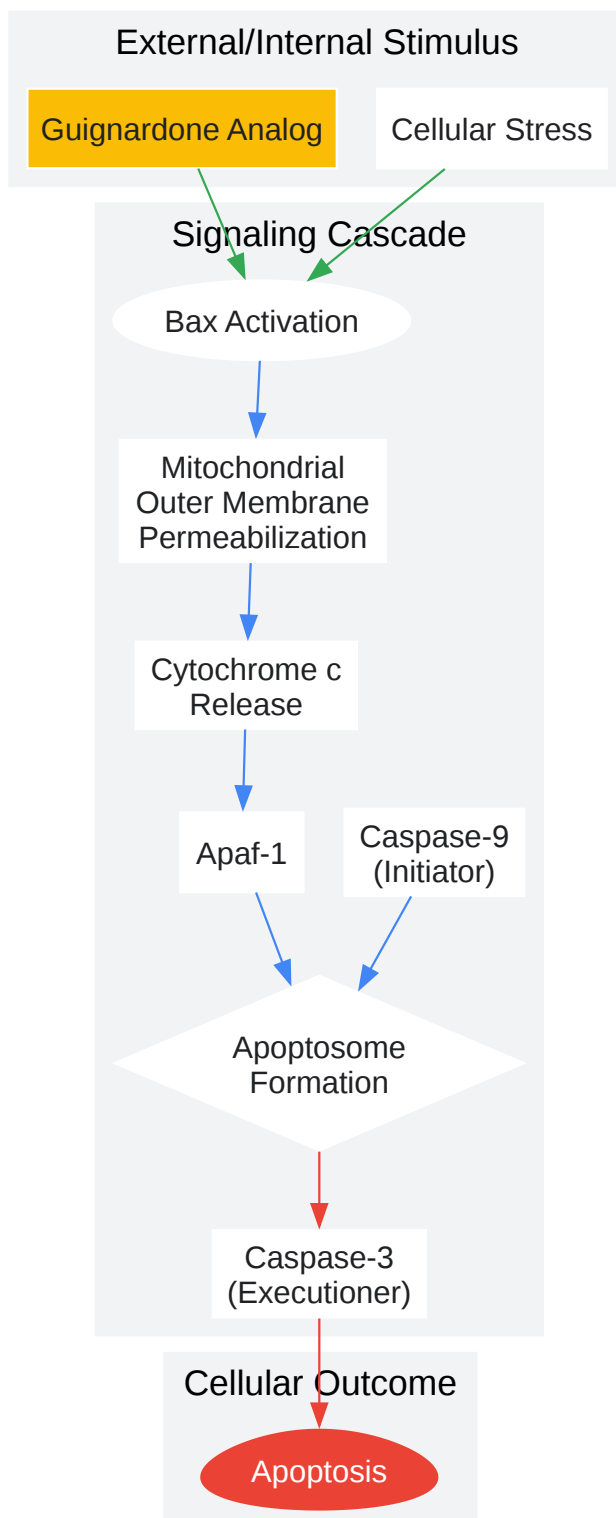 External/Internal Stimulus
Guignardone Analog
Cellular Stress
Signaling Cascade
Bax Activation
Mitochondrial
Outer Membrane
Permeabilization
Cytochrome c
Release
Apaf-1
Caspase-9
(Initiator)
Apoptosome
Formation
Caspase-3
(Executioner)
Cellular Outcome
Apoptosis